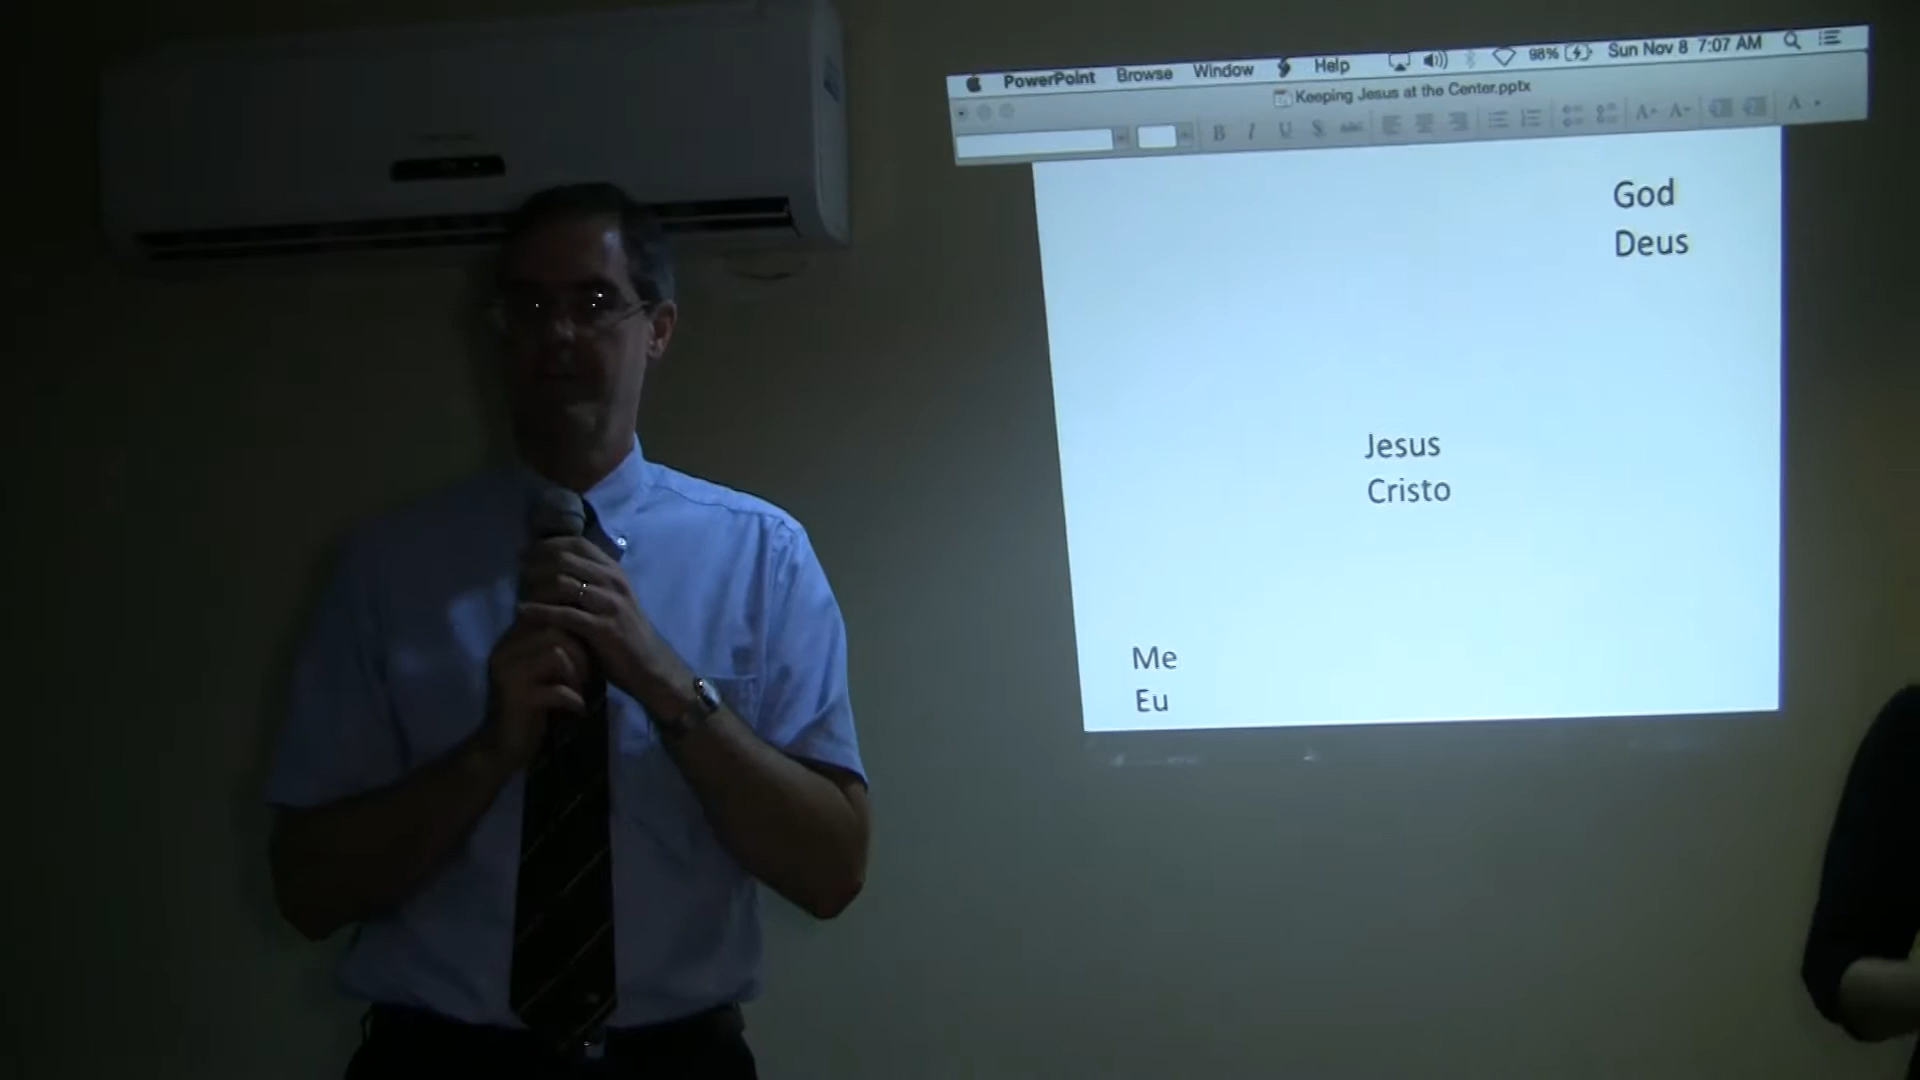 PowerPoint Browse Window Help 98% Sun Nov 8 7:07 AM
Keeping Jesus at the Center.pptx
B I U S ABC A A A
God
Deus
Jesus
Cristo
Me
Eu